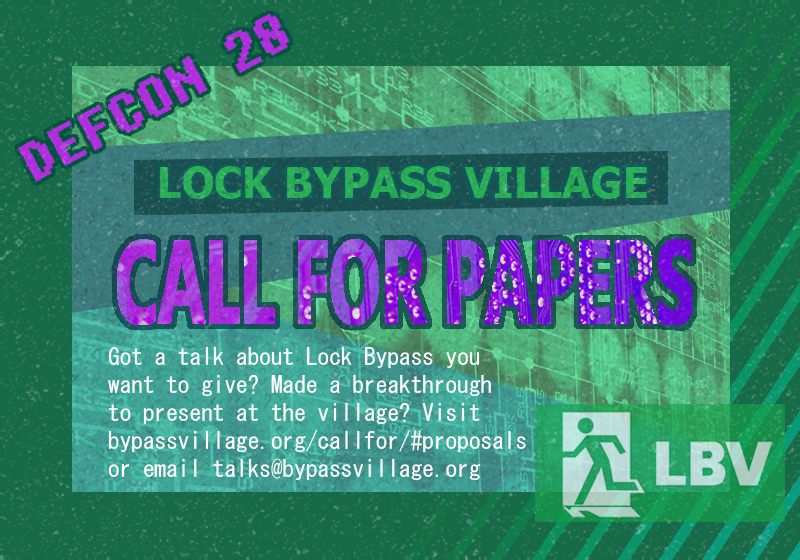 DEFCON 28
LOCK BYPASS VILLAGE
CALL FOR PAPERS
Got a talk about Lock Bypass you
want to give? Made a breakthrough
to present at the village? Visit
bypassvillage.org/callfor/#proposals
or email talks@bypassvillage.org
LBV